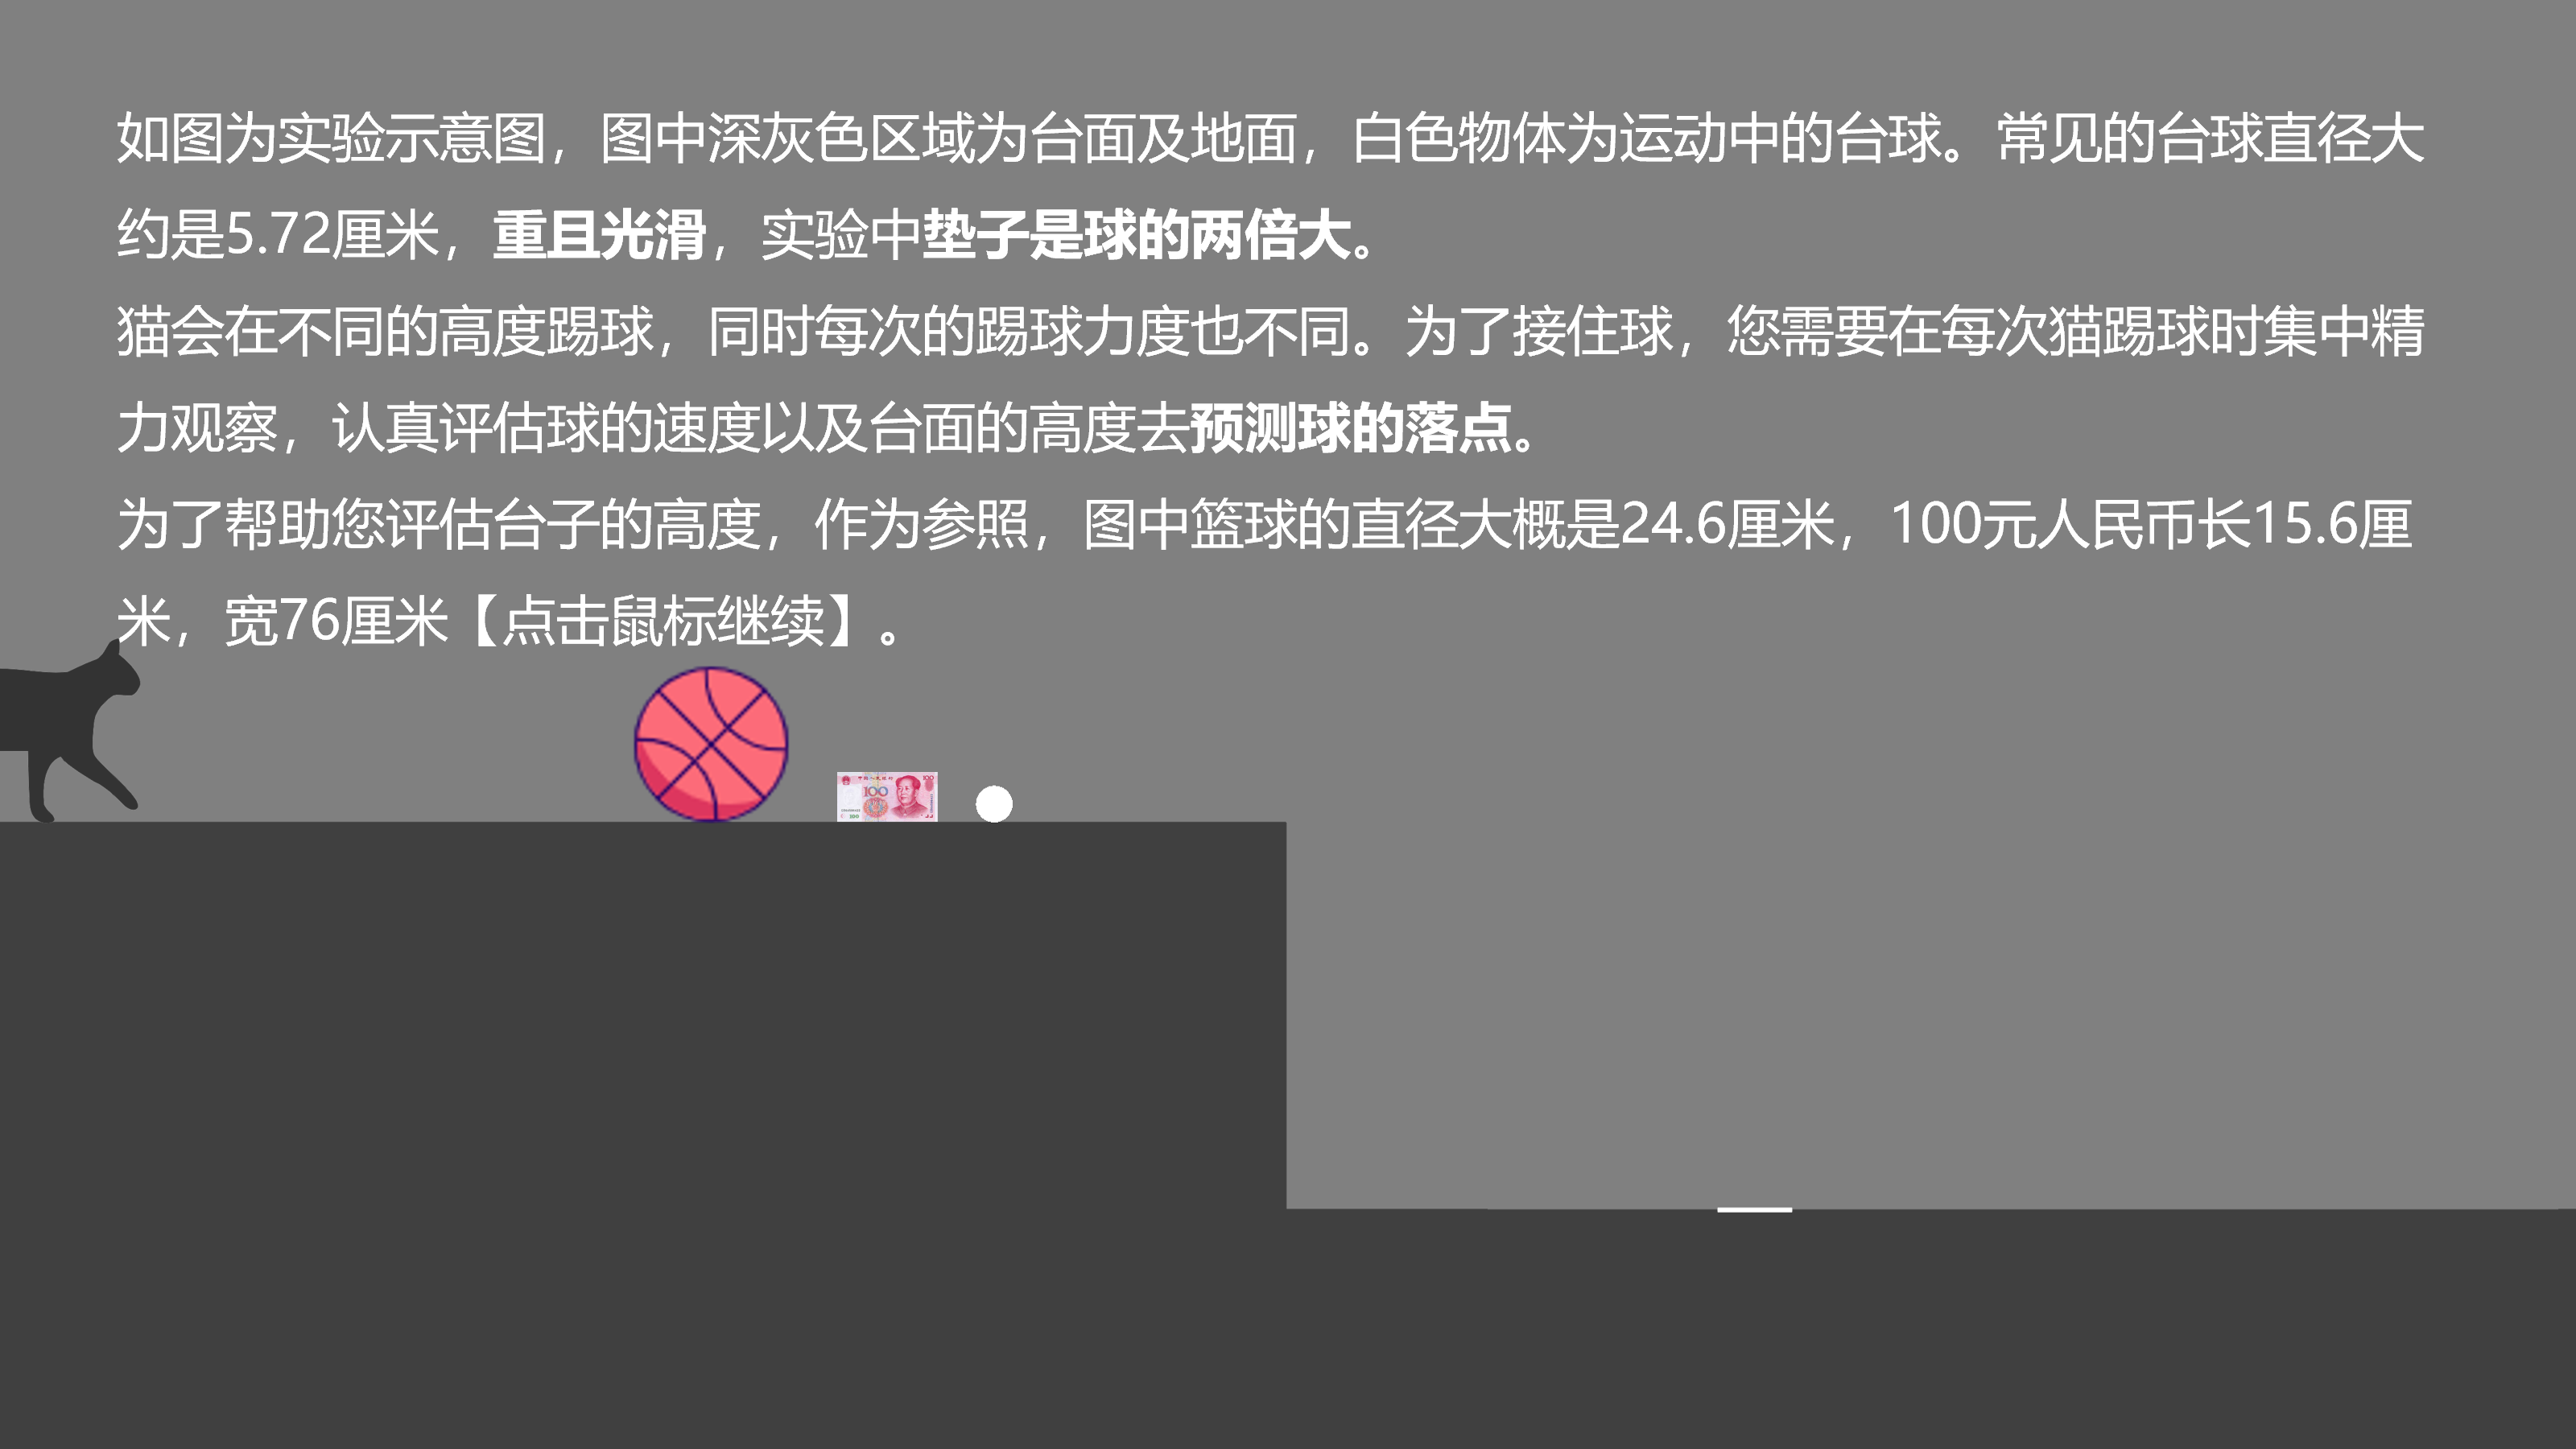 如图为实验示意图，图中深灰色区域为台面及地面，白色物体为运动中的台球。常见的台球直径大
约是5.72厘米，重且光滑，实验中垫子是球的两倍大。
猫会在不同的高度踢球，同时每次的踢球力度也不同。为了接住球，您需要在每次猫踢球时集中精
力观察，认真评估球的速度以及台面的高度去预测球的落点。
为了帮助您评估台子的高度，作为参照，图中篮球的直径大概是24.6厘米，100元人民币长15.6厘
米，宽76厘米【点击鼠标继续】。
100
100
100